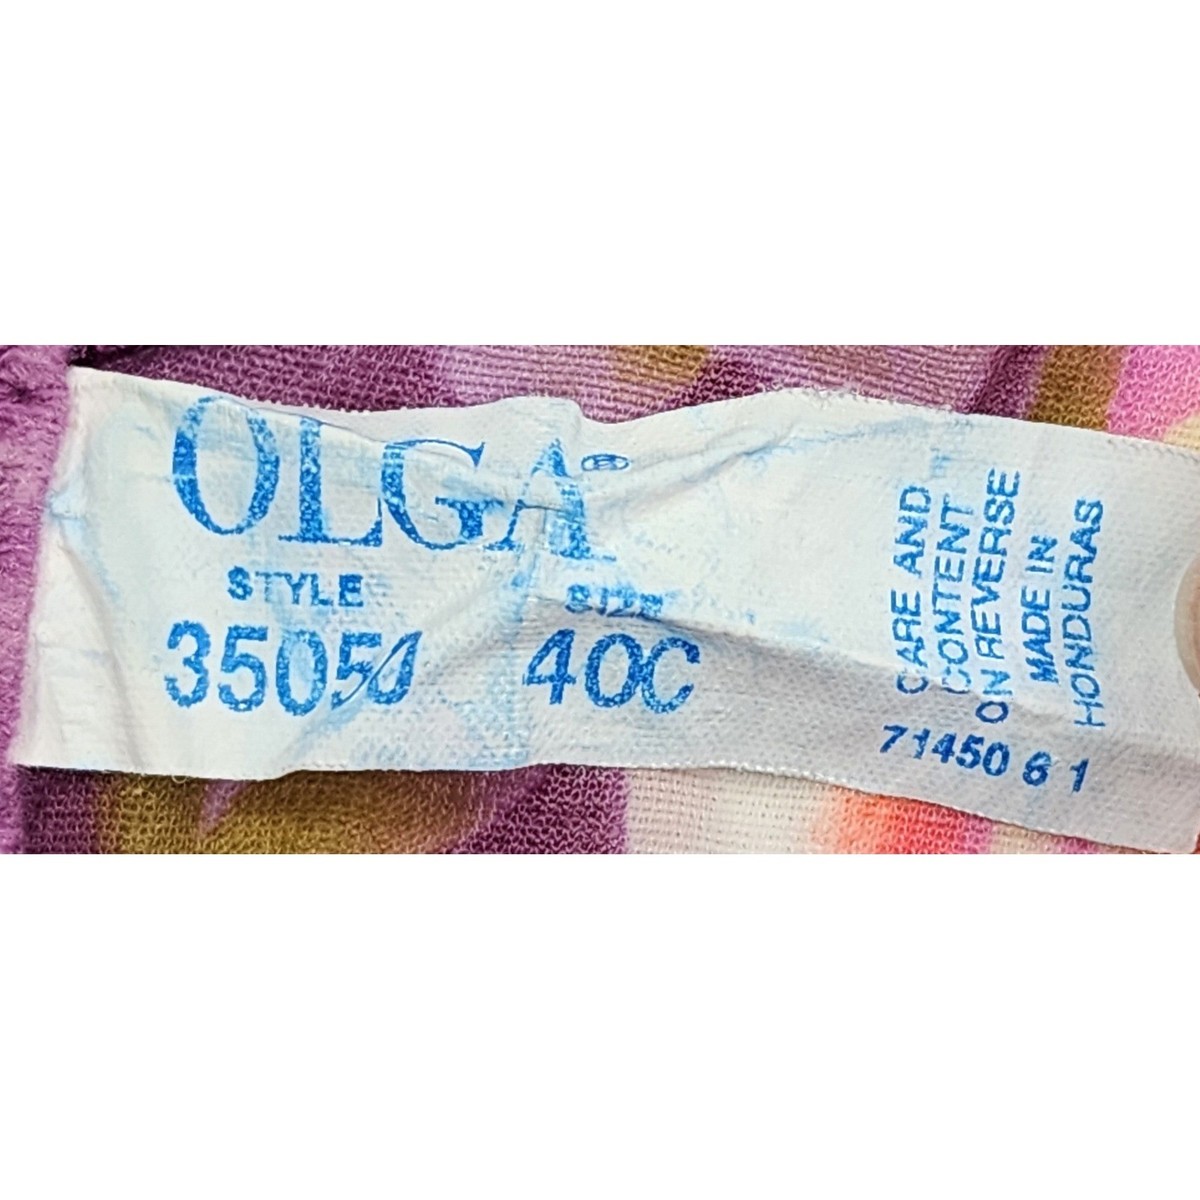 OLGA®
STYLE
35050
SIZE
40C
CARE AND
CONTENT
ON REVERSE
MADE IN
HONDURAS
71450 6 1